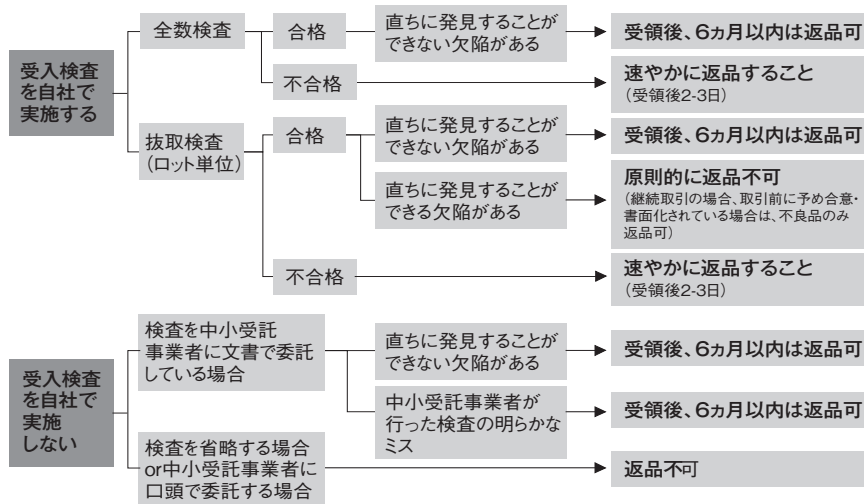 受入検査
を自社で
実施する
全数検査
合格
直ちに発見することが
できない欠陥がある
受領後、6ヵ月以内は返品可
不合格
速やかに返品すること
(受領後2-3日)
抜取検査
(ロット単位)
合格
直ちに発見することが
できない欠陥がある
受領後、6ヵ月以内は返品可
直ちに発見することが
できる欠陥がある
原則的に返品不可
(継続取引の場合、取引前に予め合意・
書面化されている場合は、不良品のみ
返品可)
不合格
速やかに返品すること
(受領後2-3日)
受入検査
を自社で
実施
しない
検査を中小受託
事業者に文書で委託
している場合
直ちに発見することが
できない欠陥がある
受領後、6ヵ月以内は返品可
中小受託事業者が
行った検査の明らかな
ミス
受領後、6ヵ月以内は返品可
検査を省略する場合
or中小受託事業者に
口頭で委託する場合
返品不可